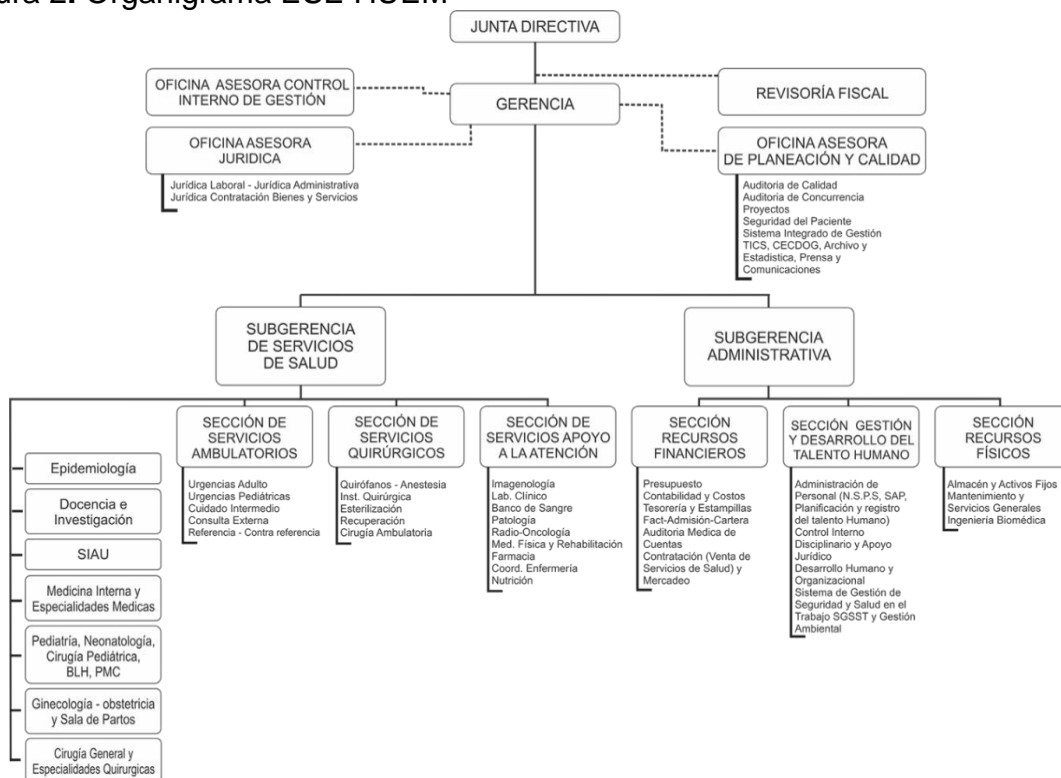 Organigrama ESE HUEM
JUNTA DIRECTIVA
OFICINA ASESORA CONTROL
INTERNO DE GESTIÓN
GERENCIA
REVISORÍA FISCAL
OFICINA ASESORA
JURIDICA
Jurídica Laboral - Jurídica Administrativa
Jurídica Contratación Bienes y Servicios
OFICINA ASESORA
DE PLANEACIÓN Y CALIDAD
Auditoria de Calidad
Auditoria de Concurrencia
Proyectos
Seguridad del Paciente
Sistema Integrado de Gestión
TICS, CECDOG, Archivo y
Estadistica, Prensa y
Comunicaciones
SUBGERENCIA
DE SERVICIOS
DE SALUD
SUBGERENCIA
ADMINISTRATIVA
Epidemiología
Docencia e
Investigación
SIAU
Medicina Interna y
Especialidades Medicas
Pediatría, Neonatología,
Cirugía Pediátrica,
BLH, PMC
Ginecología - obstetricia
y Sala de Partos
Cirugía General y
Especialidades Quirurgicas
SECCIÓN DE
SERVICIOS
AMBULATORIOS
Urgencias Adulto
Urgencias Pediátricas
Cuidado Intermedio
Consulta Externa
Referencia - Contra referencia
SECCIÓN DE
SERVICIOS
QUIRÚRGICOS
Quirófanos - Anestesia
Inst. Quirúrgica
Esterilización
Recuperación
Cirugía Ambulatoria
SECCIÓN DE
SERVICIOS APOYO
A LA ATENCIÓN
Imagenología
Lab. Clínico
Banco de Sangre
Patología
Radio-Oncología
Med. Física y Rehabilitación
Farmacia
Coord. Enfermería
Nutrición
SECCIÓN
RECURSOS
FINANCIEROS
Presupuesto
Contabilidad y Costos
Tesorería y Estampillas
Fact-Admisión-Cartera
Auditoria Medica de
Cuentas
Contratación (Venta de
Servicios de Salud) y
Mercadeo
SECCIÓN GESTIÓN
Y DESARROLLO DEL
TALENTO HUMANO
Administración de
Personal (N.S.P.S, SAP,
Planificación y registro
del talento Humano)
Control Interno
Disciplinario y Apoyo
Jurídico
Desarrollo Humano y
Organizacional
Sistema de Gestión de
Seguridad y Salud en el
Trabajo SGSST y Gestión
Ambiental
SECCIÓN
RECURSOS
FÍSICOS
Almacén y Activos Fijos
Mantenimiento y
Servicios Generales
Ingeniería Biomédica